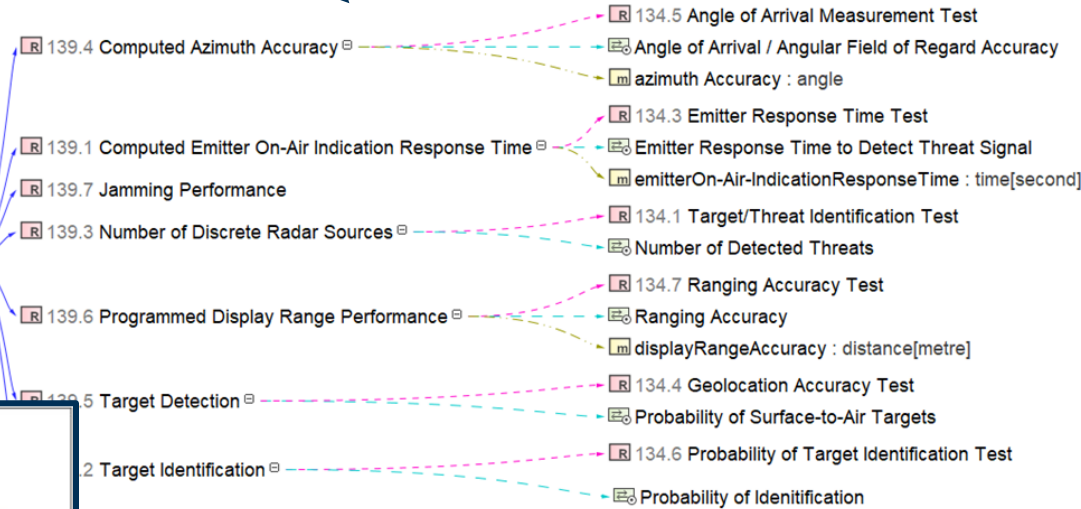 R 134.5 Angle of Arrival Measurement Test
R 139.4 Computed Azimuth Accuracy
Angle of Arrival / Angular Field of Regard Accuracy
m azimuth Accuracy : angle
R 134.3 Emitter Response Time Test
R 139.1 Computed Emitter On-Air Indication Response Time
Emitter Response Time to Detect Threat Signal
m emitterOn-Air-IndicationResponseTime : time[second]
R 139.7 Jamming Performance
R 134.1 Target/Threat Identification Test
R 139.3 Number of Discrete Radar Sources
Number of Detected Threats
R 134.7 Ranging Accuracy Test
R 139.6 Programmed Display Range Performance
Ranging Accuracy
m displayRangeAccuracy : distance[metre]
R 134.4 Geolocation Accuracy Test
R 139.5 Target Detection
Probability of Surface-to-Air Targets
R 134.6 Probability of Target Identification Test
.2 Target Identification
Probability of Idenitification